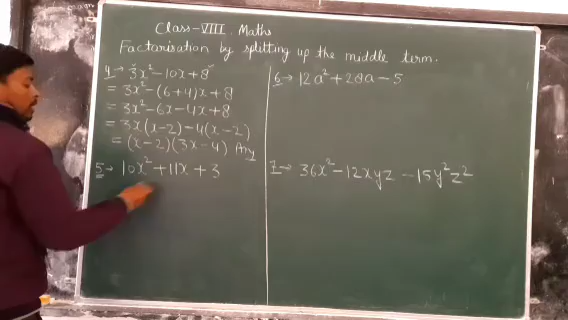 Class-VIII. Maths
Factorisation by splitting up the middle term.
4→ 3x²-10x+8
= 3x²-(6+4)x+8
= 3x²-6x-4x+8
= 3x(x-2)-4(x-2)
= (x-2)(3x-4) Ans
5→ 10x²+11x+3
6→ 12a²+28a-5
7→ 36x²-12xyz-15y²z²